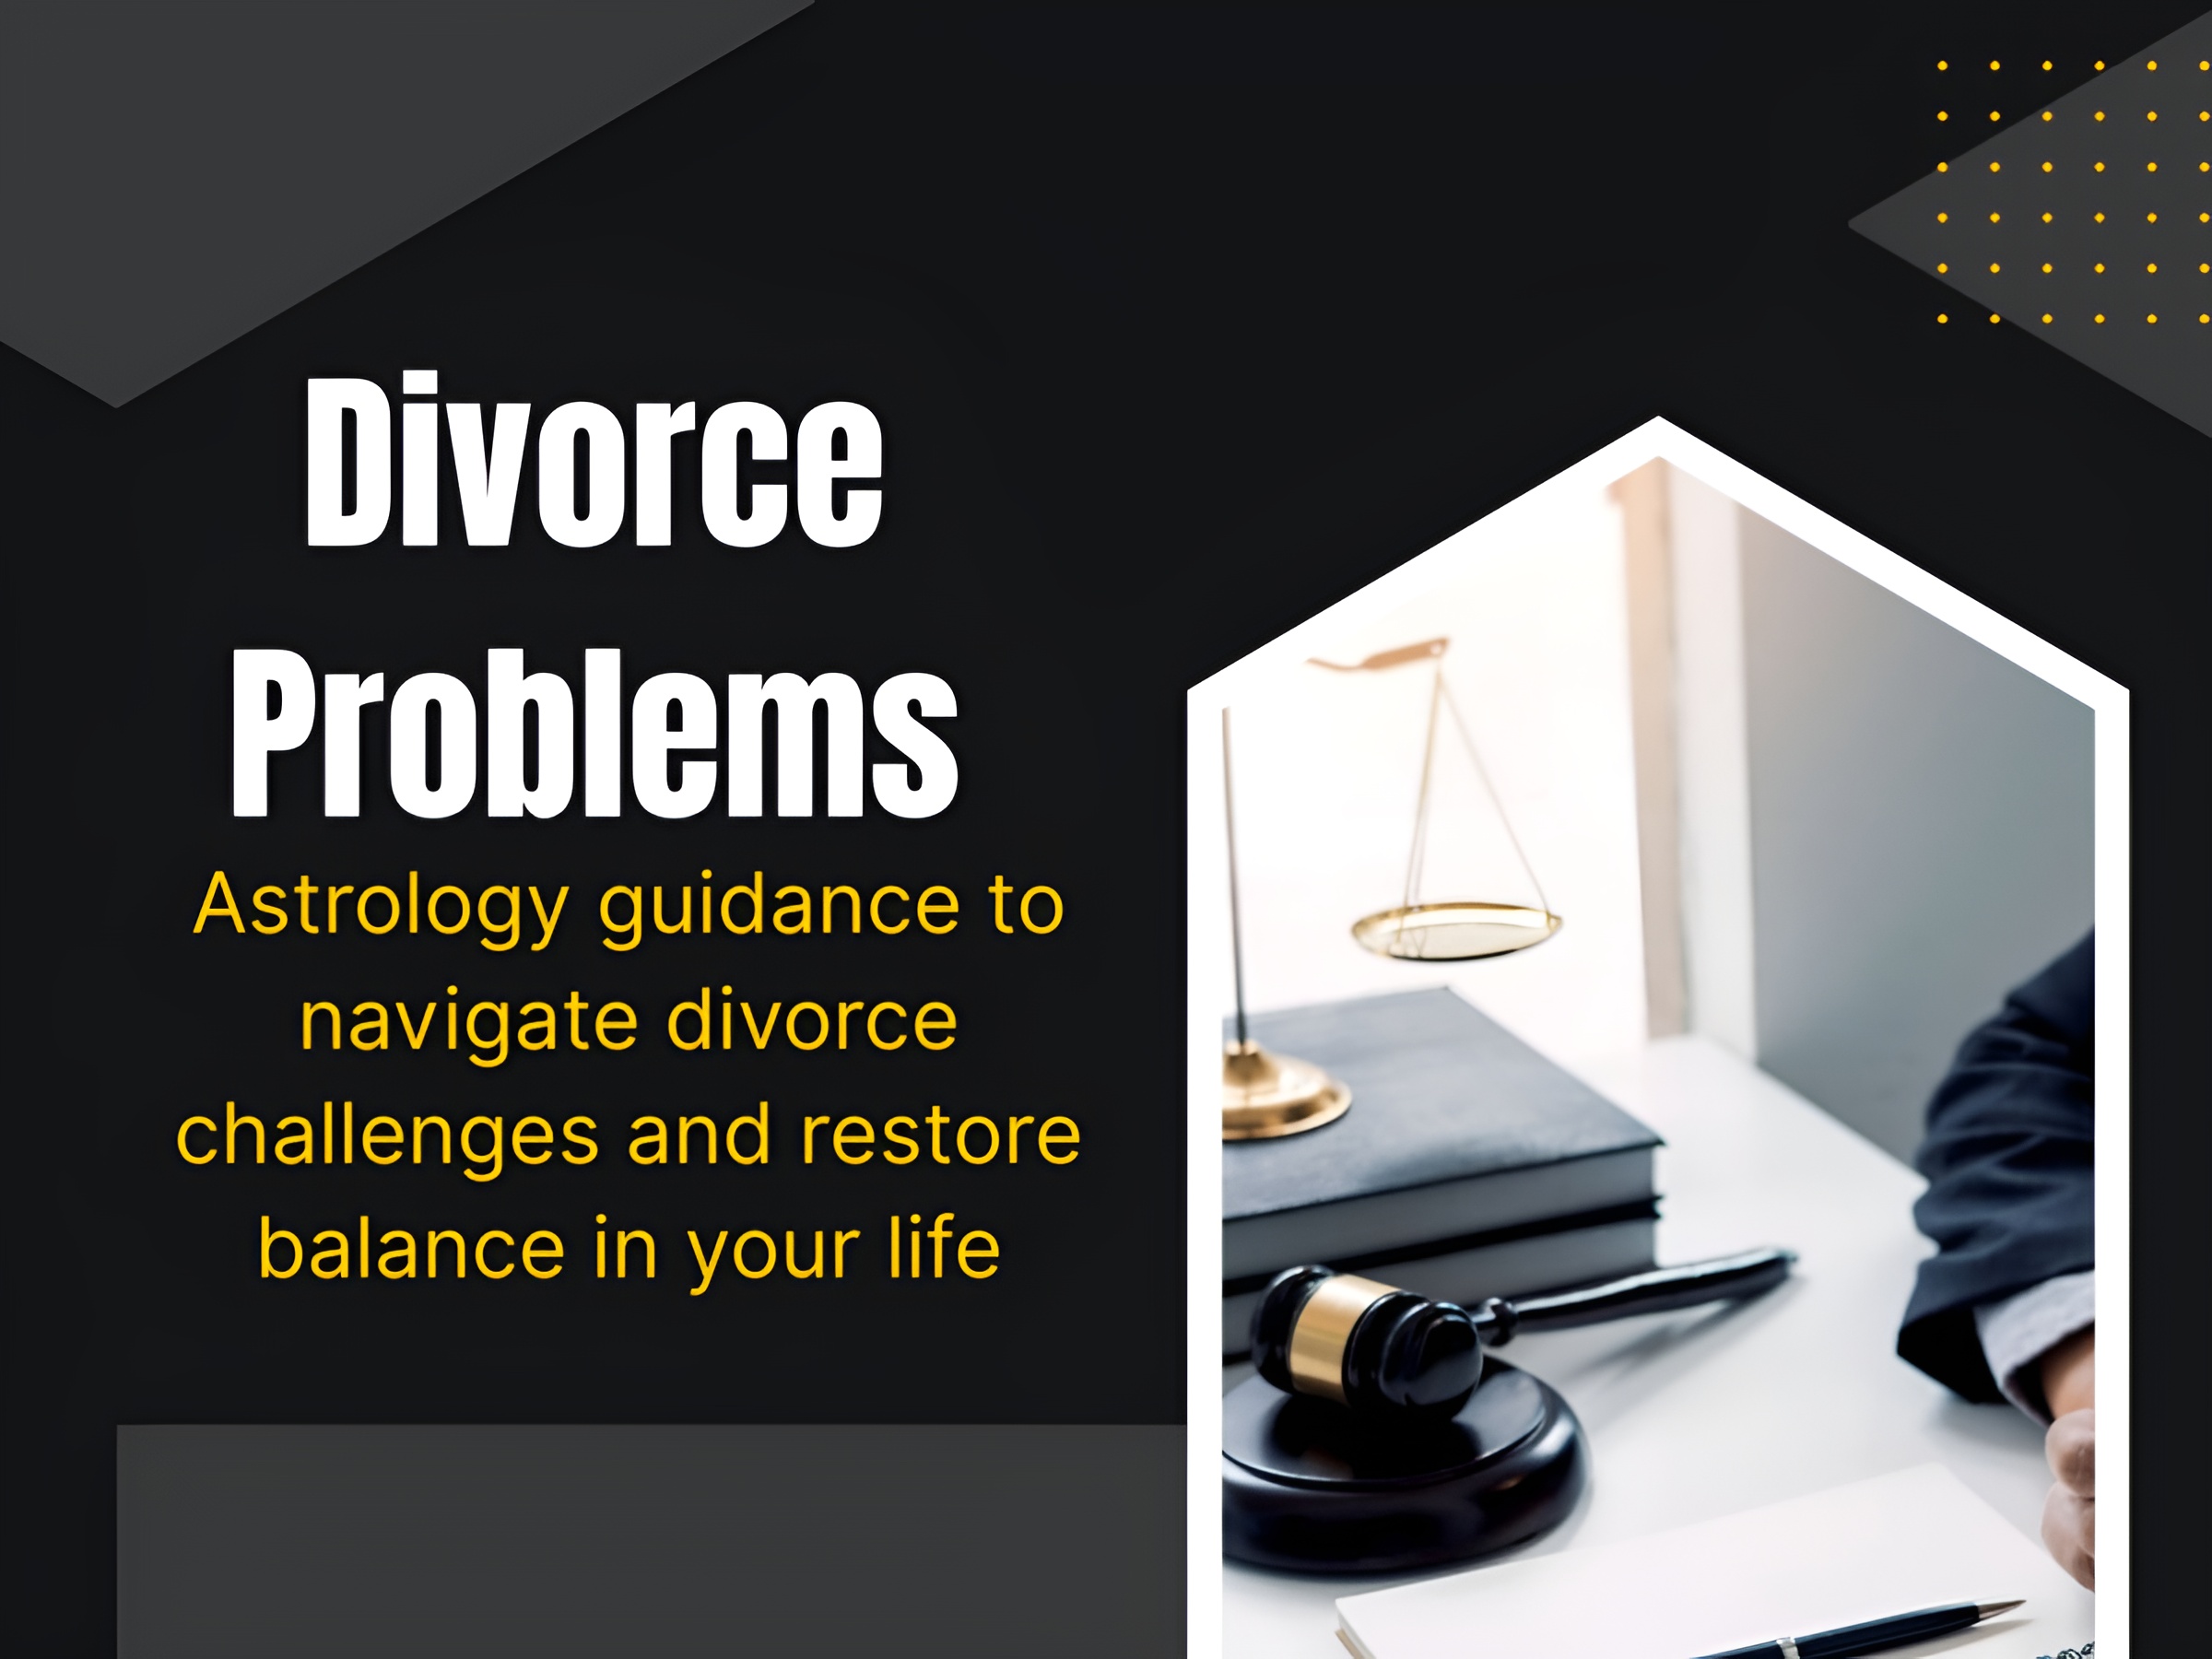 Divorce
Problems
Astrology guidance to
navigate divorce
challenges and restore
balance in your life